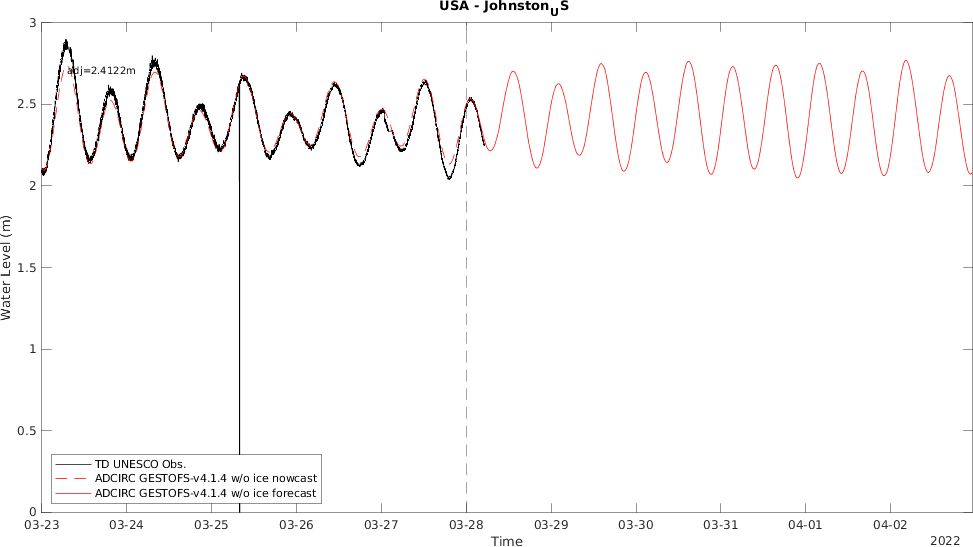 USA - Johnston_US
3
adj=2.4122m
2.5
2
1.5
1
0.5
0
Water Level (m)
TD UNESCO Obs.
ADCIRC GESTOFS-v4.1.4 w/o ice nowcast
ADCIRC GESTOFS-v4.1.4 w/o ice forecast
03-23 03-24 03-25 03-26 03-27 03-28 03-29 03-30 03-31 04-01 04-02
Time
2022